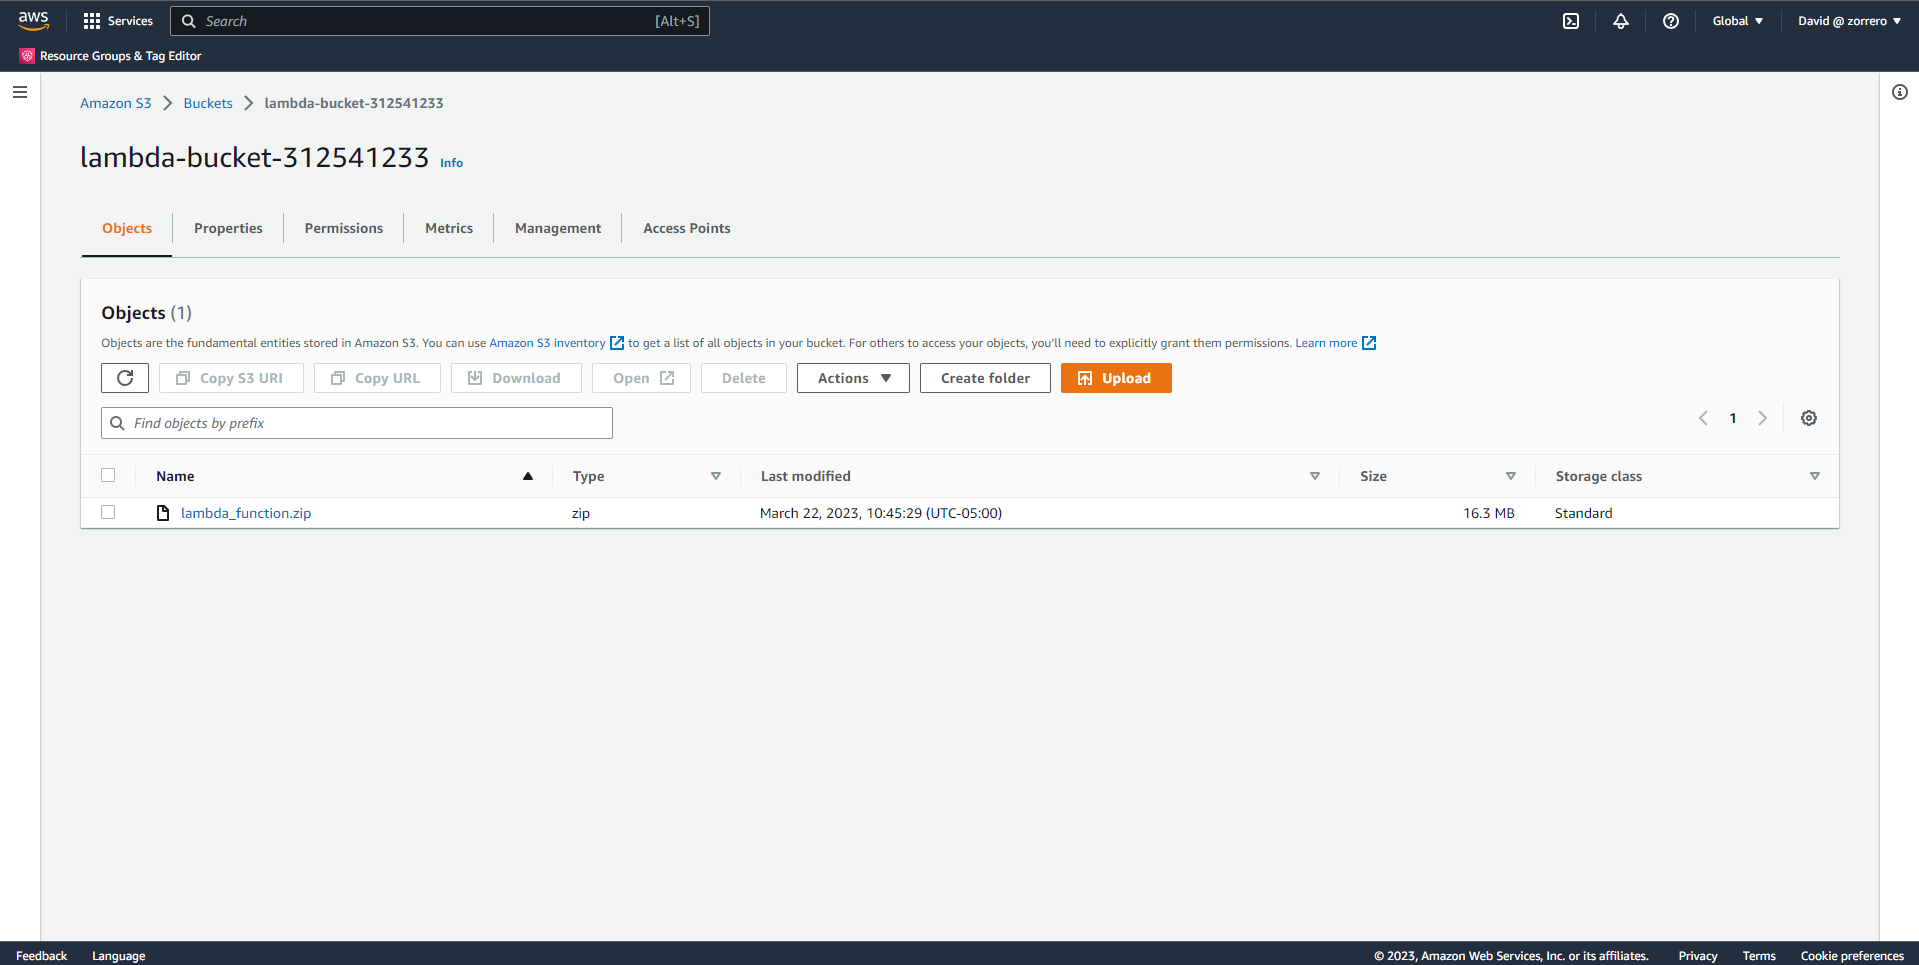 aws Services Search [Alt+S] Global David @ zorrero
Resource Groups & Tag Editor
Amazon S3 Buckets lambda-bucket-312541233
lambda-bucket-312541233 Info
Objects Properties Permissions Metrics Management Access Points
Objects (1)
Objects are the fundamental entities stored in Amazon S3. You can use Amazon S3 inventory to get a list of all objects in your bucket. For others to access your objects, you'll need to explicitly grant them permissions. Learn more
Copy S3 URI Copy URL Download Open Delete Actions Create folder Upload
Find objects by prefix 1
Name Type Last modified Size Storage class
lambda_function.zip zip March 22, 2023, 10:45:29 (UTC-05:00) 16.3 MB Standard
Feedback Language © 2023, Amazon Web Services, Inc. or its affiliates. Privacy Terms Cookie preferences